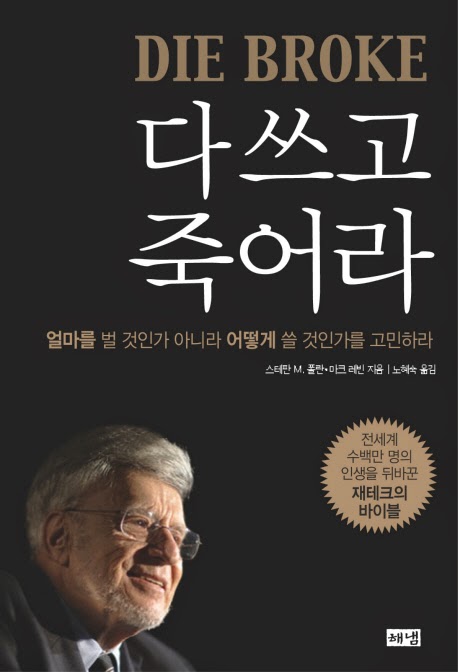 DIE BROKE
다 쓰고
죽어라
얼마를 벌 것인가 아니라 어떻게 쓸 것인가를 고민하라
스테판 M. 폴란•마크 레빈 지음 | 노혜숙 옮김
전세계
수백만 명의
인생을 뒤바꾼
재테크의
바이블
해냄